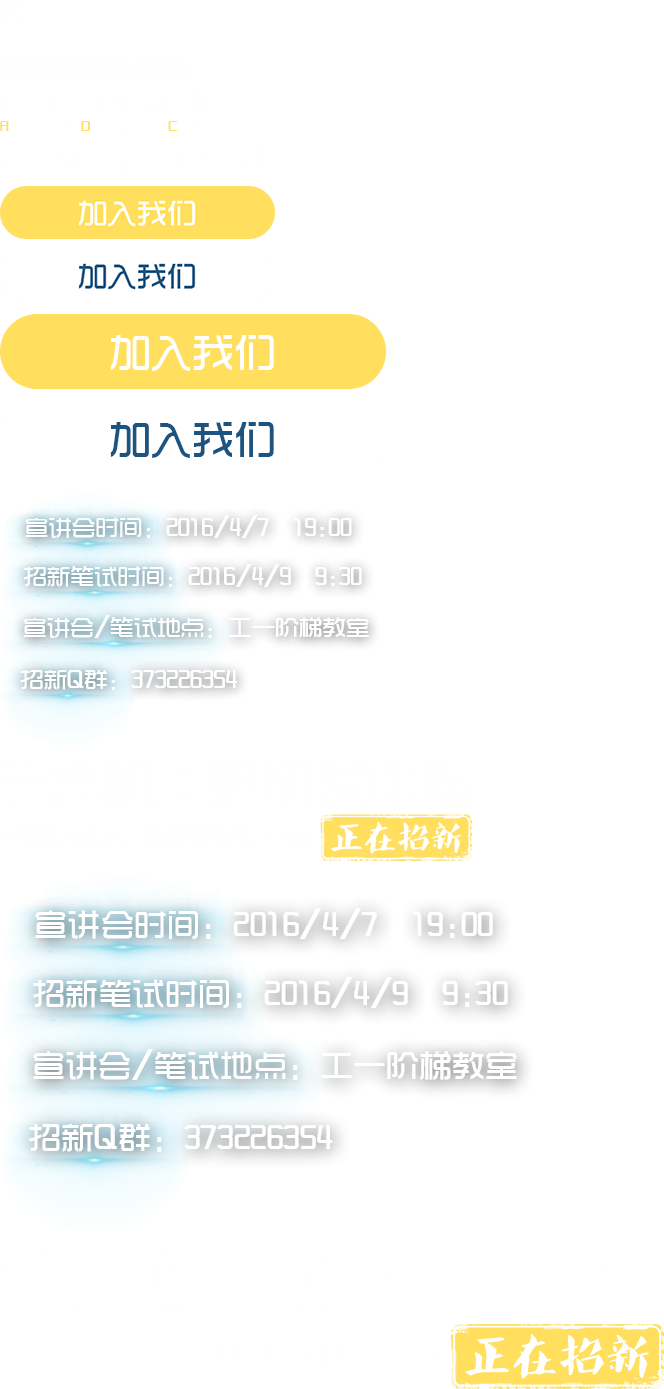 A D C
加入我们
加入我们
加入我们
加入我们
宣讲会时间：2016/4/7 19:00
招新笔试时间：2016/4/9 9:30
宣讲会/笔试地点：工一阶梯教室
招新Q群：373226354
正在招新
宣讲会时间：2016/4/7 19:00
招新笔试时间：2016/4/9 9:30
宣讲会/笔试地点：工一阶梯教室
招新Q群：373226354
正在招新